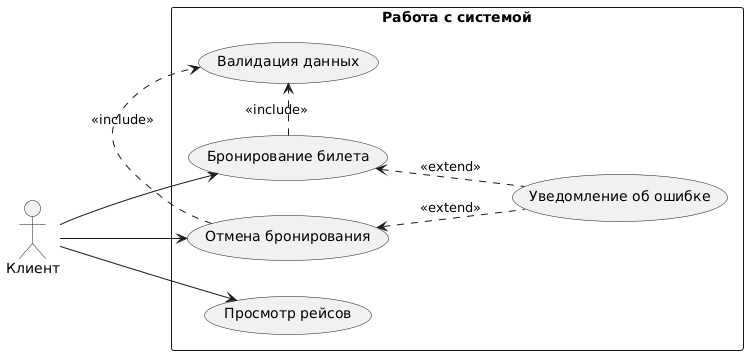 Работа с системой
Валидация данных
«include»
«include»
Бронирование билета
«extend»
Уведомление об ошибке
«extend»
Отмена бронирования
Клиент
Просмотр рейсов